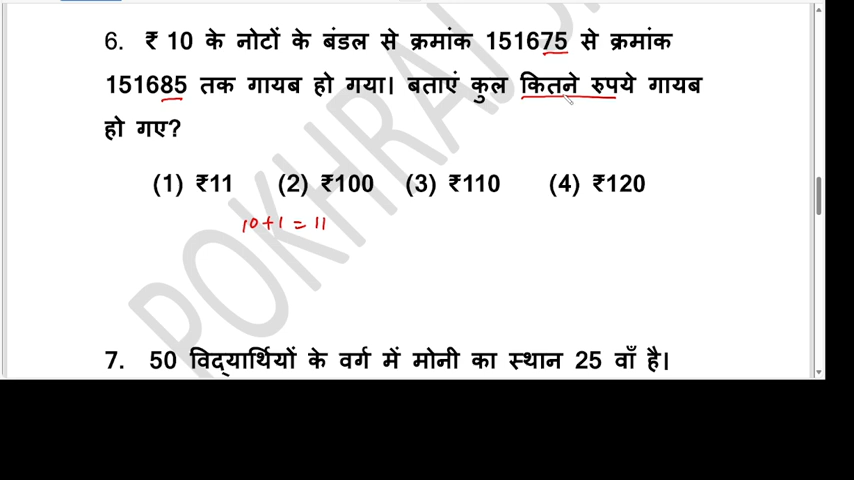 6. ₹ 10 के नोटों के बंडल से क्रमांक 151675 से क्रमांक
151685 तक गायब हो गया। बताएं कुल कितने रुपये गायब
हो गए?
(1) ₹11 (2) ₹100 (3) ₹110 (4) ₹120
10+1 = 11
POKHRAJ
7. 50 विद्यार्थियों के वर्ग में मोनी का स्थान 25 वाँ है।